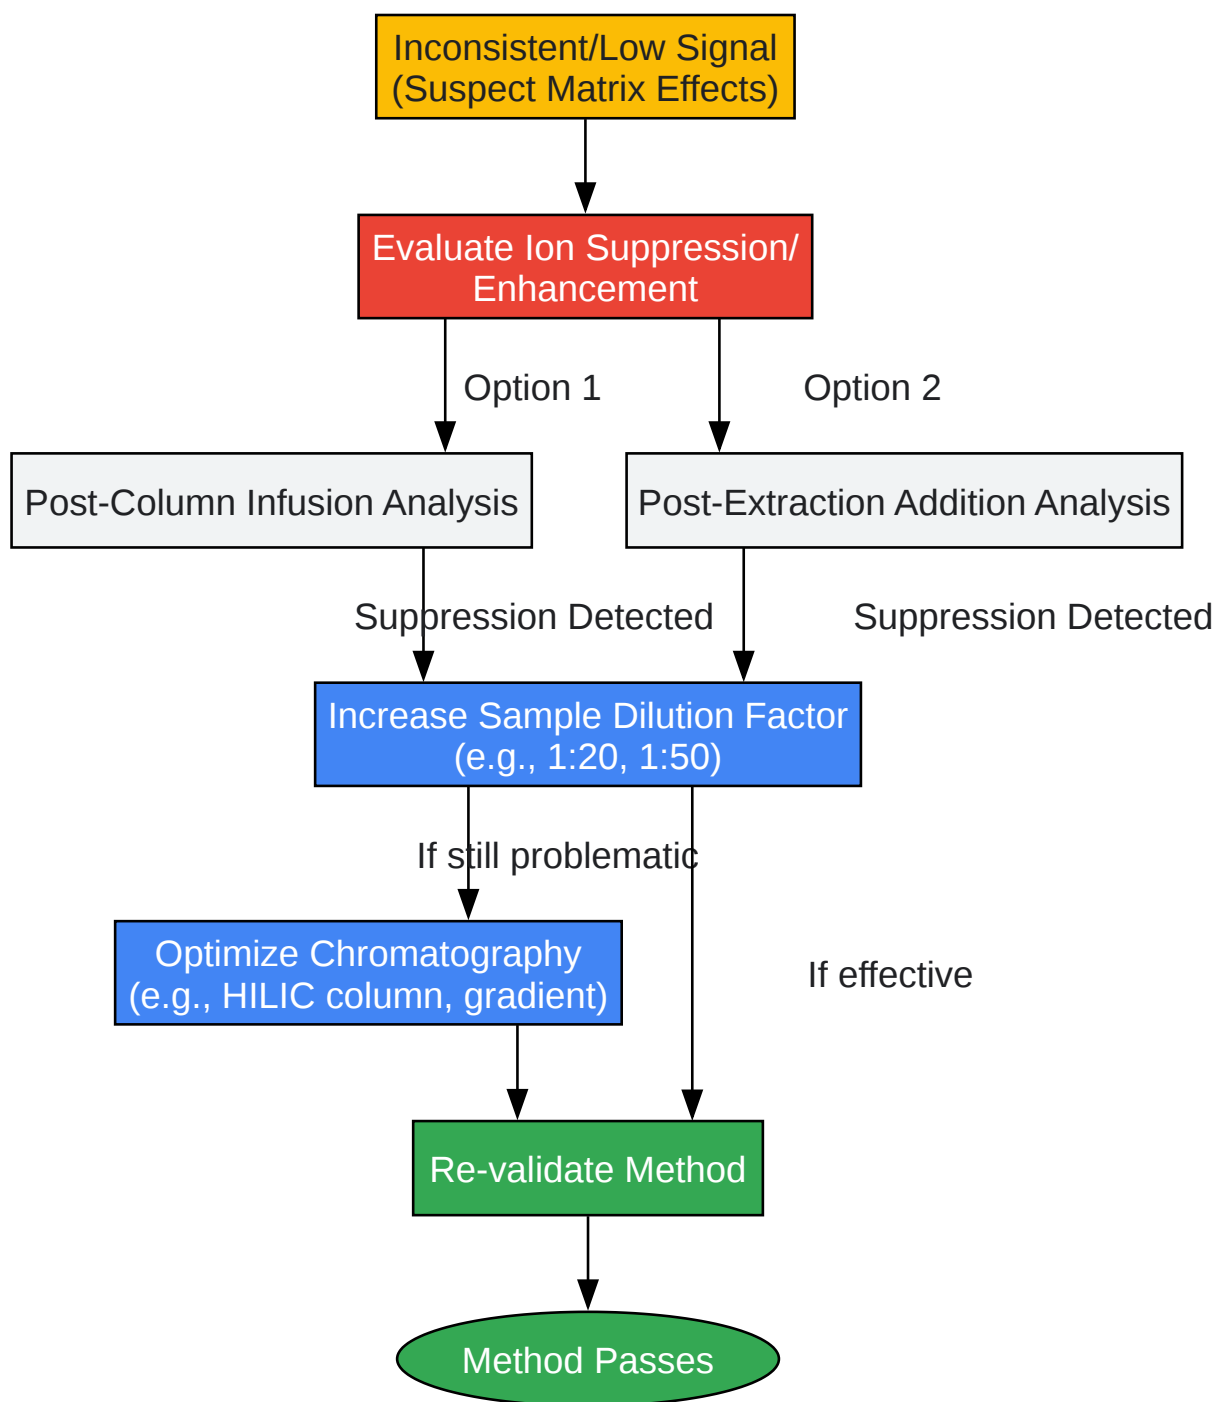 Inconsistent/Low Signal
(Suspect Matrix Effects)
Evaluate Ion Suppression/
Enhancement
Option 1
Option 2
Post-Column Infusion Analysis
Post-Extraction Addition Analysis
Suppression Detected
Suppression Detected
Increase Sample Dilution Factor
(e.g., 1:20, 1:50)
If still problematic
Optimize Chromatography
(e.g., HILIC column, gradient)
If effective
Re-validate Method
Method Passes